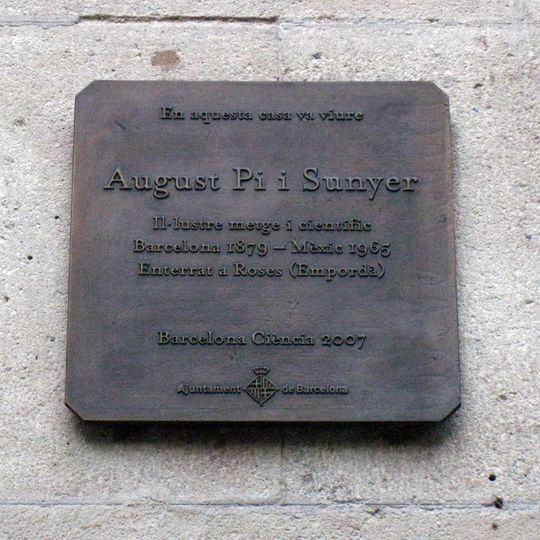 En aquesta casa va viure
August Pi i Sunyer
Il·lustre metge i científic
Barcelona 1879 – Mèxic 1965
Enterrat a Roses (Empordà)
Barcelona Ciència 2007
Ajuntament de Barcelona